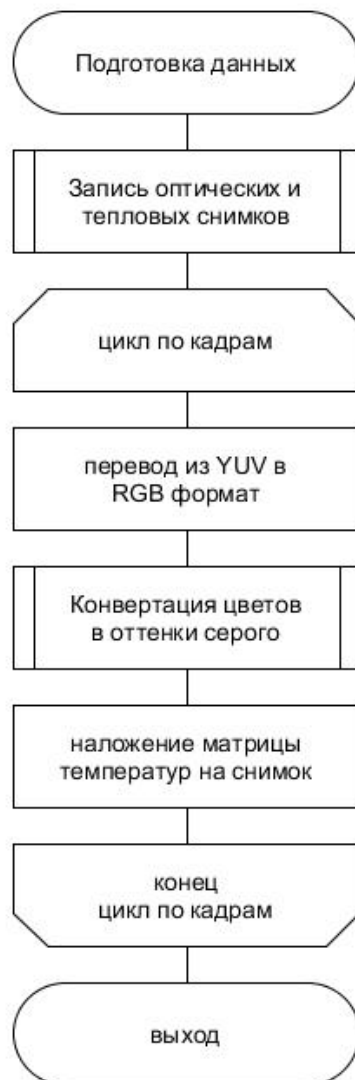 Подготовка данных
Запись оптических и
тепловых снимков
цикл по кадрам
перевод из YUV в
RGB формат
Конвертация цветов
в оттенки серого
наложение матрицы
температур на снимок
конец
цикл по кадрам
выход